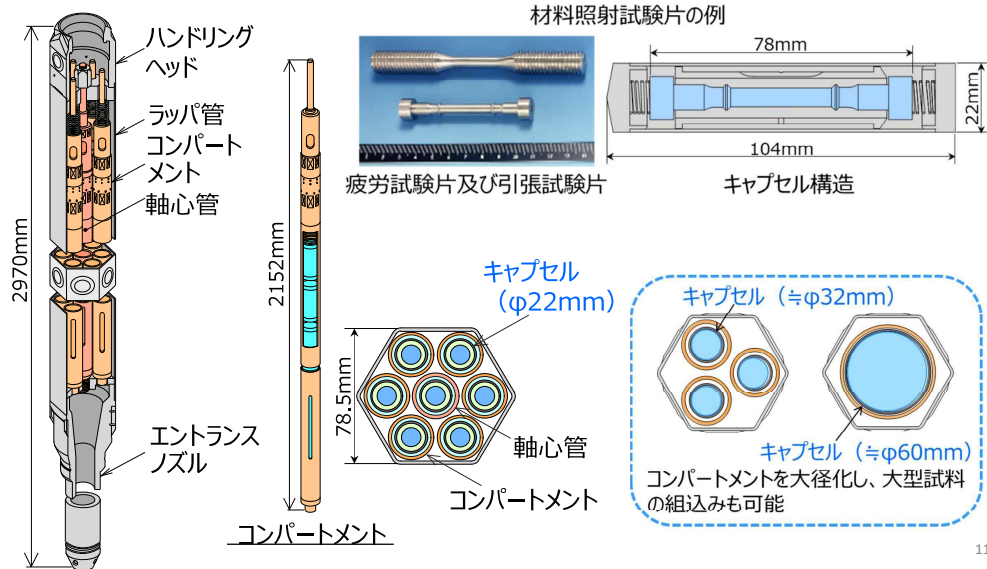 材料照射試験片の例
ハンドリング
ヘッド
ラッパ管
コンパート
メント
軸心管
2970mm
エントランス
ノズル
2152mm
コンパートメント
疲労試験片及び引張試験片
78mm
22mm
104mm
キャプセル構造
キャプセル
（φ22mm）
78.5mm
軸心管
コンパートメント
キャプセル（≒φ32mm）
キャプセル（≒φ60mm）
コンパートメントを大径化し、大型試料
の組込みも可能
11